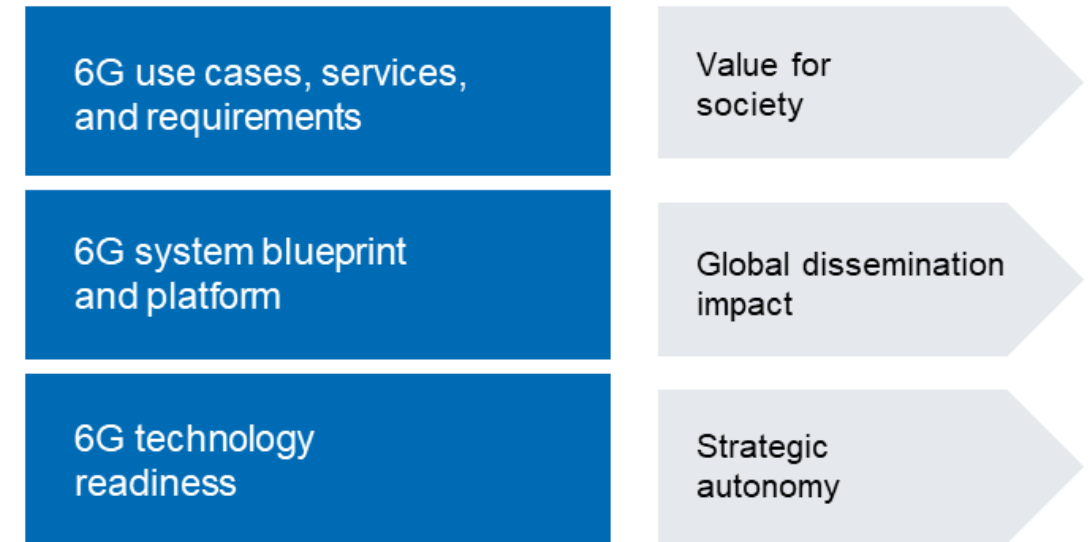 6G use cases, services,
and requirements
Value for
society
6G system blueprint
and platform
Global dissemination
impact
6G technology
readiness
Strategic
autonomy